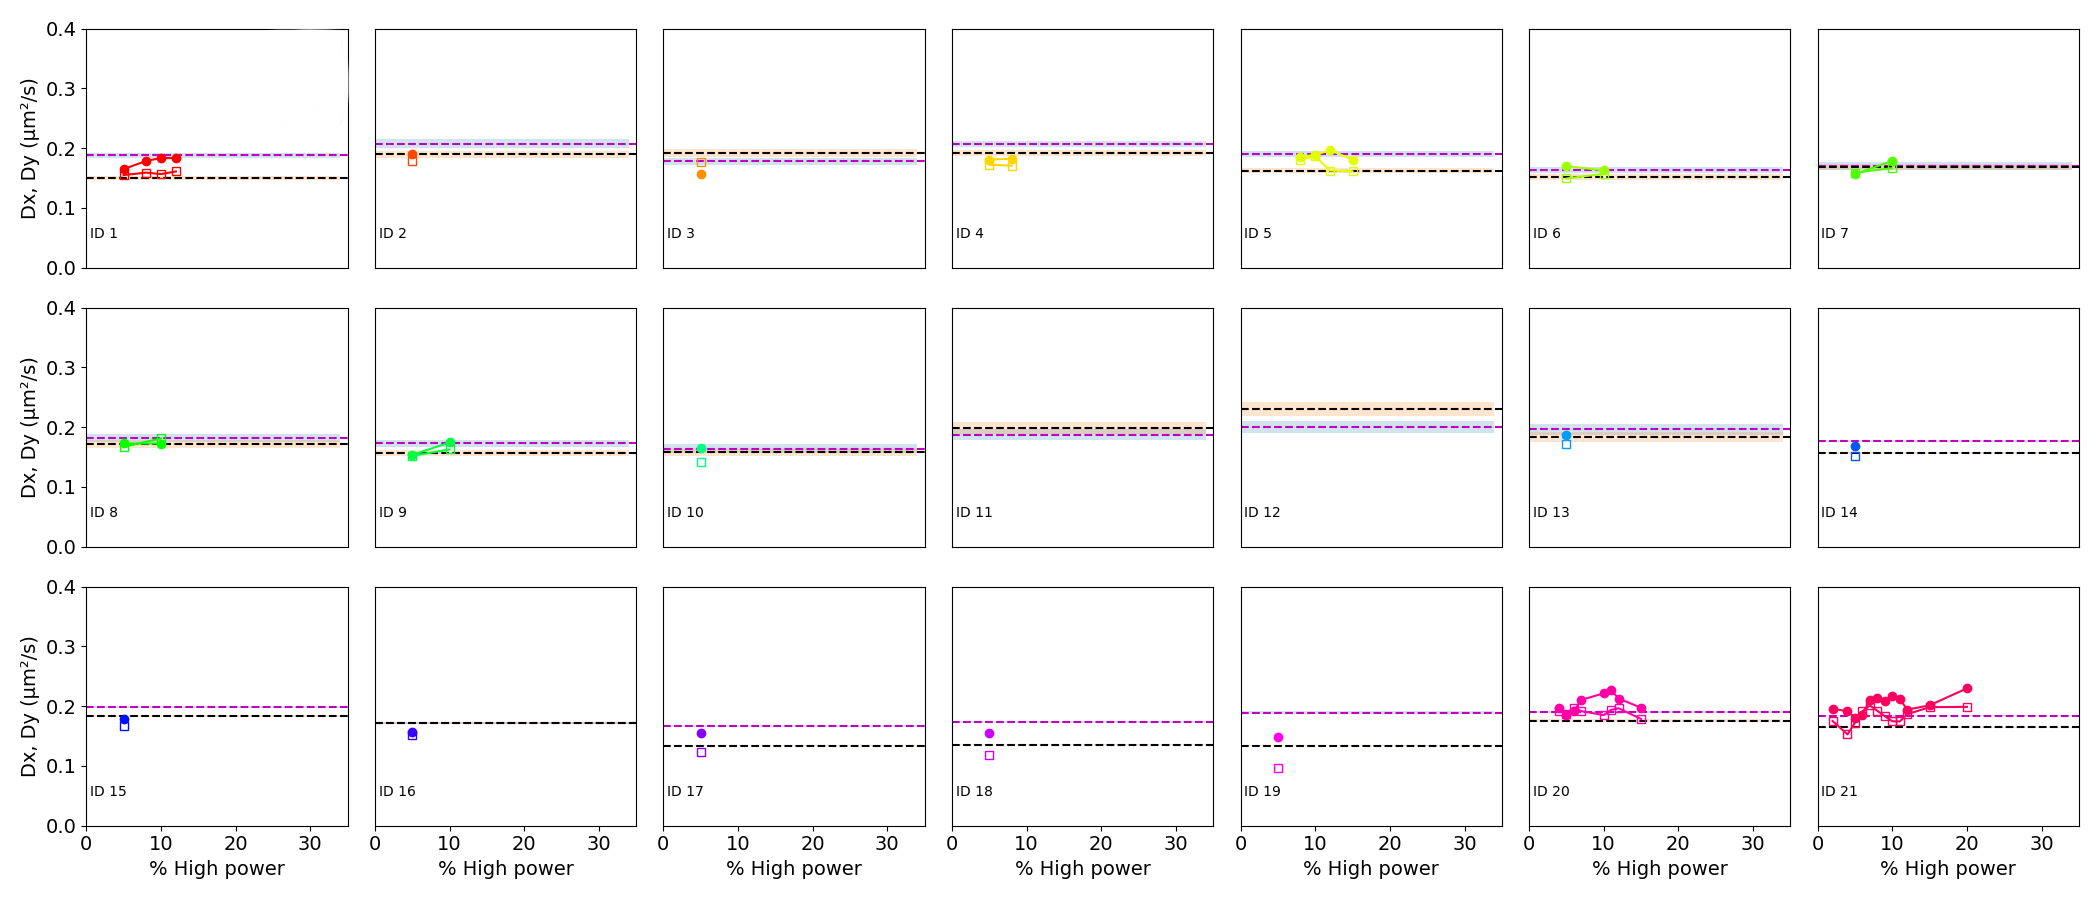 Dx, Dy (µm²/s)
0.4
0.3
0.2
0.1
0.0
ID 1
ID 2
ID 3
ID 4
ID 5
ID 6
ID 7
Dx, Dy (µm²/s)
0.4
0.3
0.2
0.1
0.0
ID 8
ID 9
ID 10
ID 11
ID 12
ID 13
ID 14
Dx, Dy (µm²/s)
0.4
0.3
0.2
0.1
0.0
ID 15
ID 16
ID 17
ID 18
ID 19
ID 20
ID 21
0 10 20 30
0 10 20 30
0 10 20 30
0 10 20 30
0 10 20 30
0 10 20 30
0 10 20 30
% High power
% High power
% High power
% High power
% High power
% High power
% High power